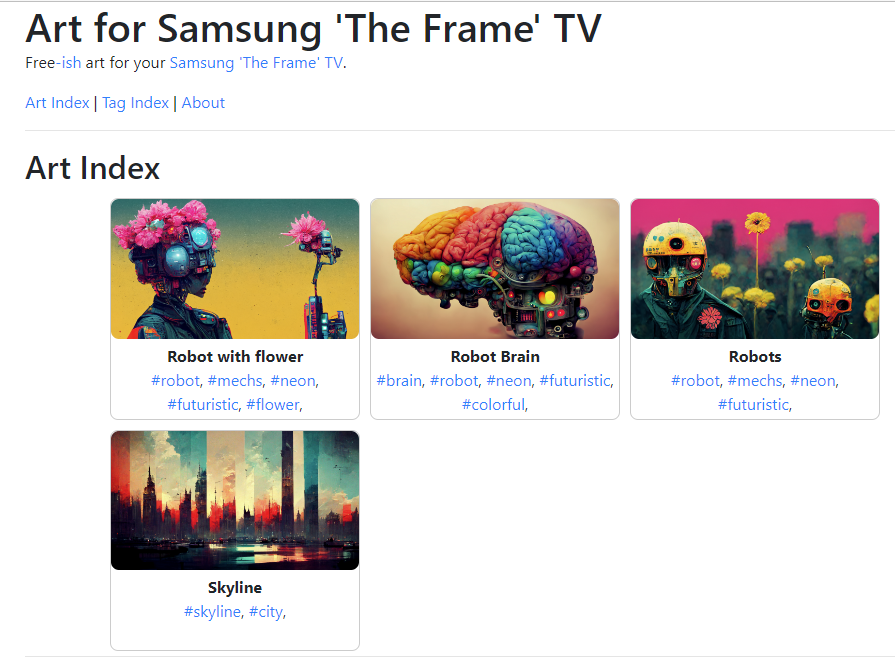 Art for Samsung 'The Frame' TV
Free-ish art for your Samsung 'The Frame' TV.
Art Index | Tag Index | About
Art Index
Robot with flower
#robot, #mechs, #neon,
#futuristic, #flower,
Robot Brain
#brain, #robot, #neon, #futuristic,
#colorful,
Robots
#robot, #mechs, #neon,
#futuristic,
Skyline
#skyline, #city,